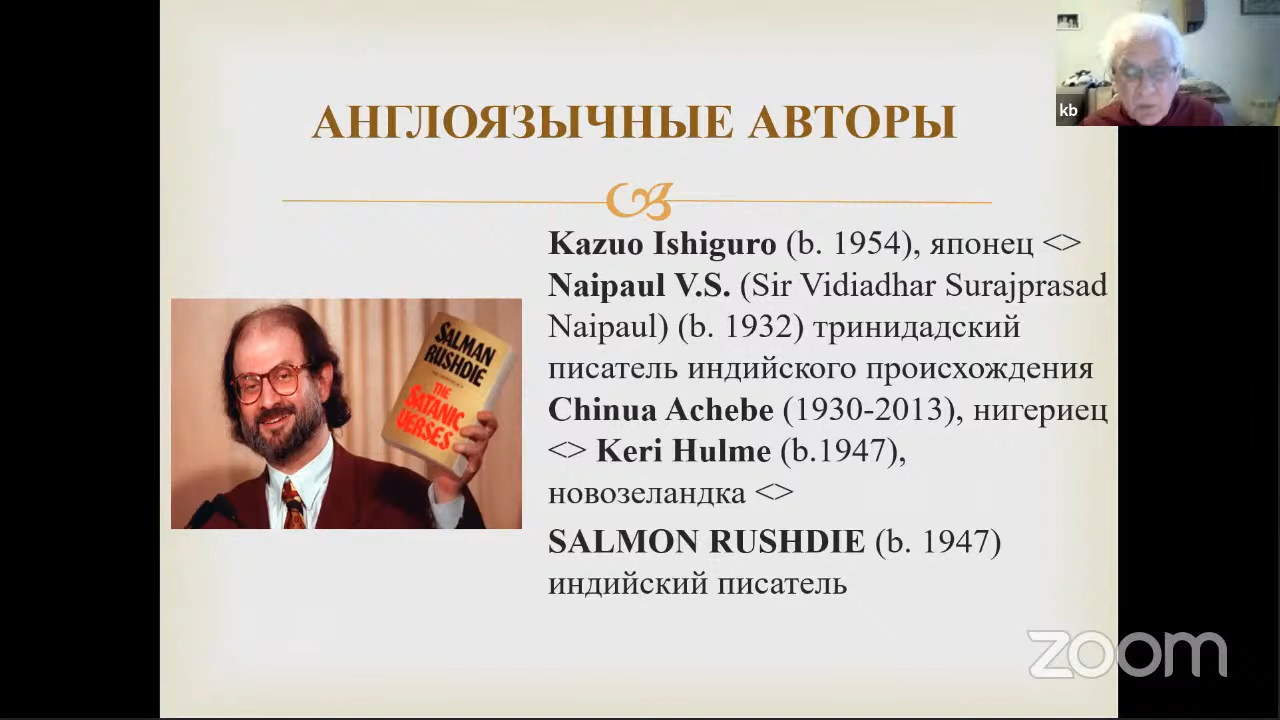 АНГЛОЯЗЫЧНЫЕ АВТОРЫ
kb
Kazuo Ishiguro (b. 1954), японец <>
Naipaul V.S. (Sir Vidiadhar Surajprasad
Naipaul) (b. 1932) тринидадский
писатель индийского происхождения
Chinua Achebe (1930-2013), нигериец
<> Keri Hulme (b.1947),
новозеландка <>
SALMON RUSHDIE (b. 1947)
индийский писатель
SALMAN
RUSHDIE
THE
SATANIC
VERSES
zoom